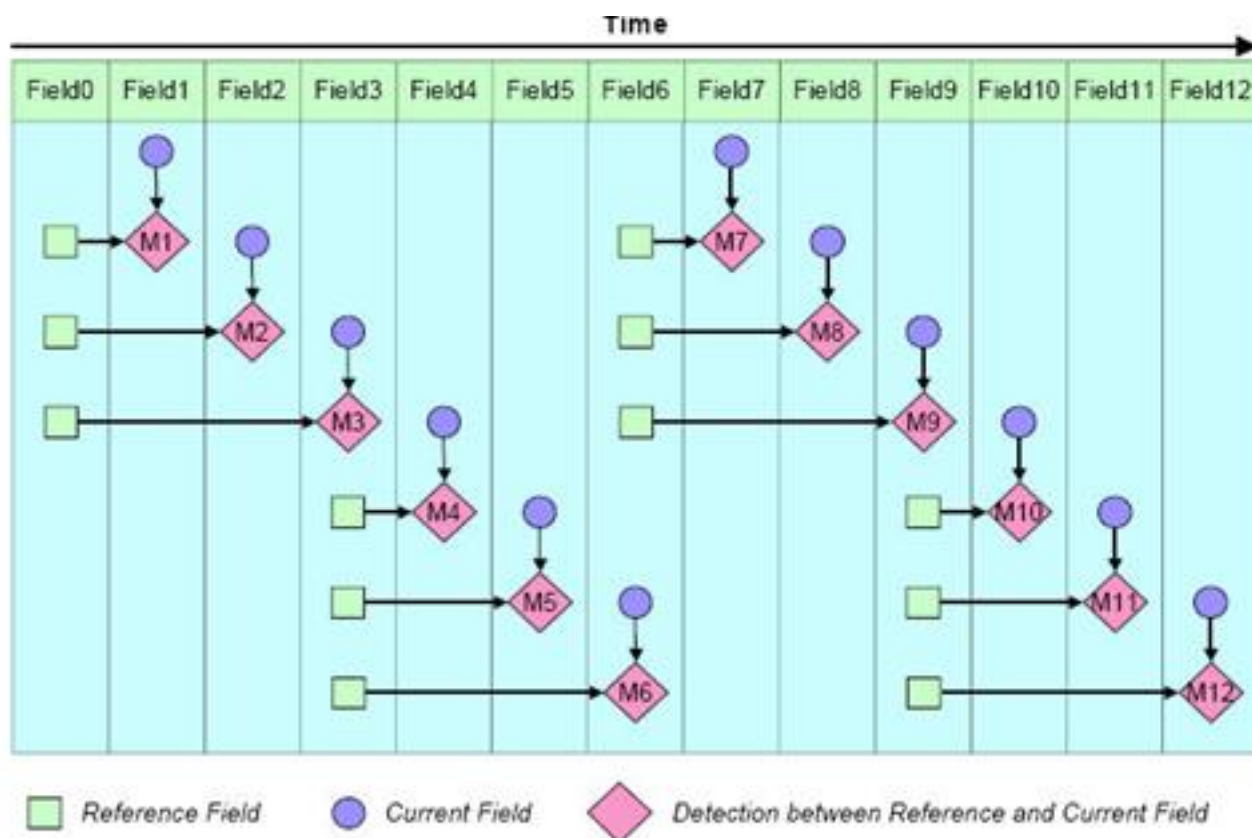 Time
Field0 Field1 Field2 Field3 Field4 Field5 Field6 Field7 Field8 Field9 Field10 Field11 Field12
M1 M7
M2 M8
M3 M9
M4 M10
M5 M11
M6 M12
Reference Field Current Field Detection between Reference and Current Field